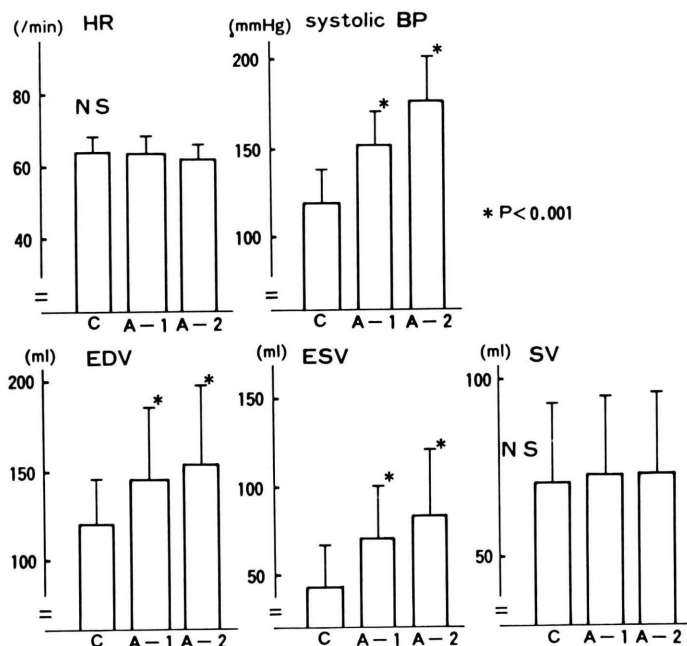 (/min) HR
80
NS
60
40
=
C A-1 A-2
(mmHg) systolic BP
200
*
*
150
100
=
C A-1 A-2
* P<0.001
(ml) EDV
200
*
*
150
100
=
C A-1 A-2
(ml) ESV
150
*
*
100
50
=
C A-1 A-2
(ml) SV
100
NS
50
=
C A-1 A-2